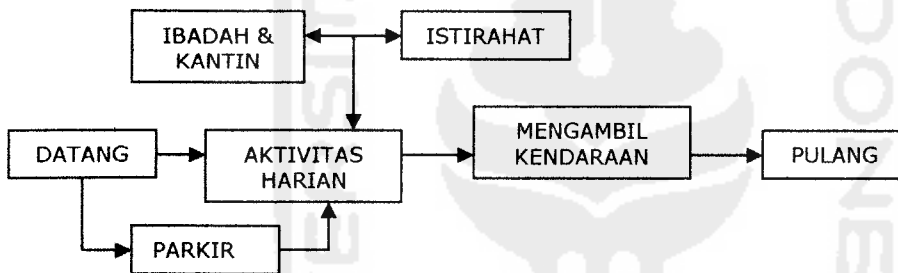 IBADAH &
KANTIN
ISTIRAHAT
DATANG
AKTIVITAS
HARIAN
MENGAMBIL
KENDARAAN
PULANG
PARKIR